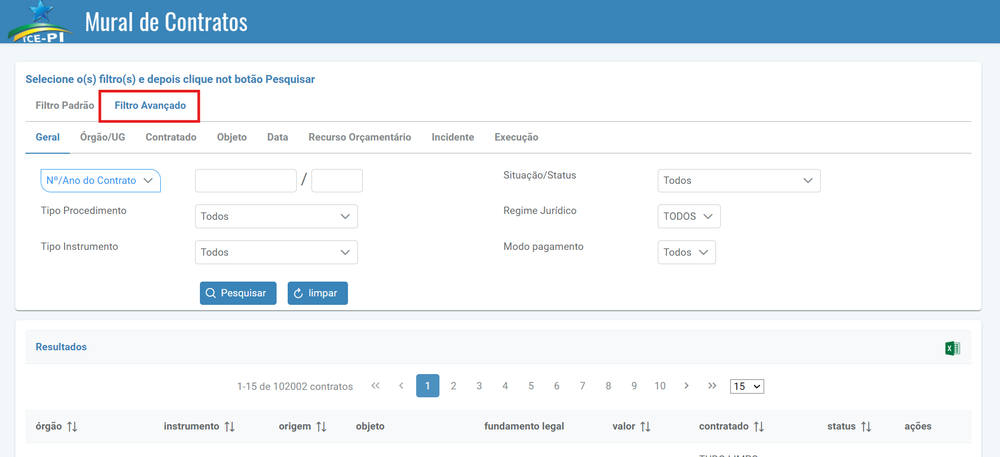 TCE-PI
Mural de Contratos
Selecione o(s) filtro(s) e depois clique not botão Pesquisar
Filtro Padrão Filtro Avançado
Geral Órgão/UG Contratado Objeto Data Recurso Orçamentário Incidente Execução
Nº/Ano do Contrato / Situação/Status Todos
Tipo Procedimento Todos Regime Jurídico TODOS
Tipo Instrumento Todos Modo pagamento Todos
Pesquisar limpar
Resultados
1-15 de 102002 contratos << < 1 2 3 4 5 6 7 8 9 10 > >> 15
órgão instrumento origem objeto fundamento legal valor contratado status ações